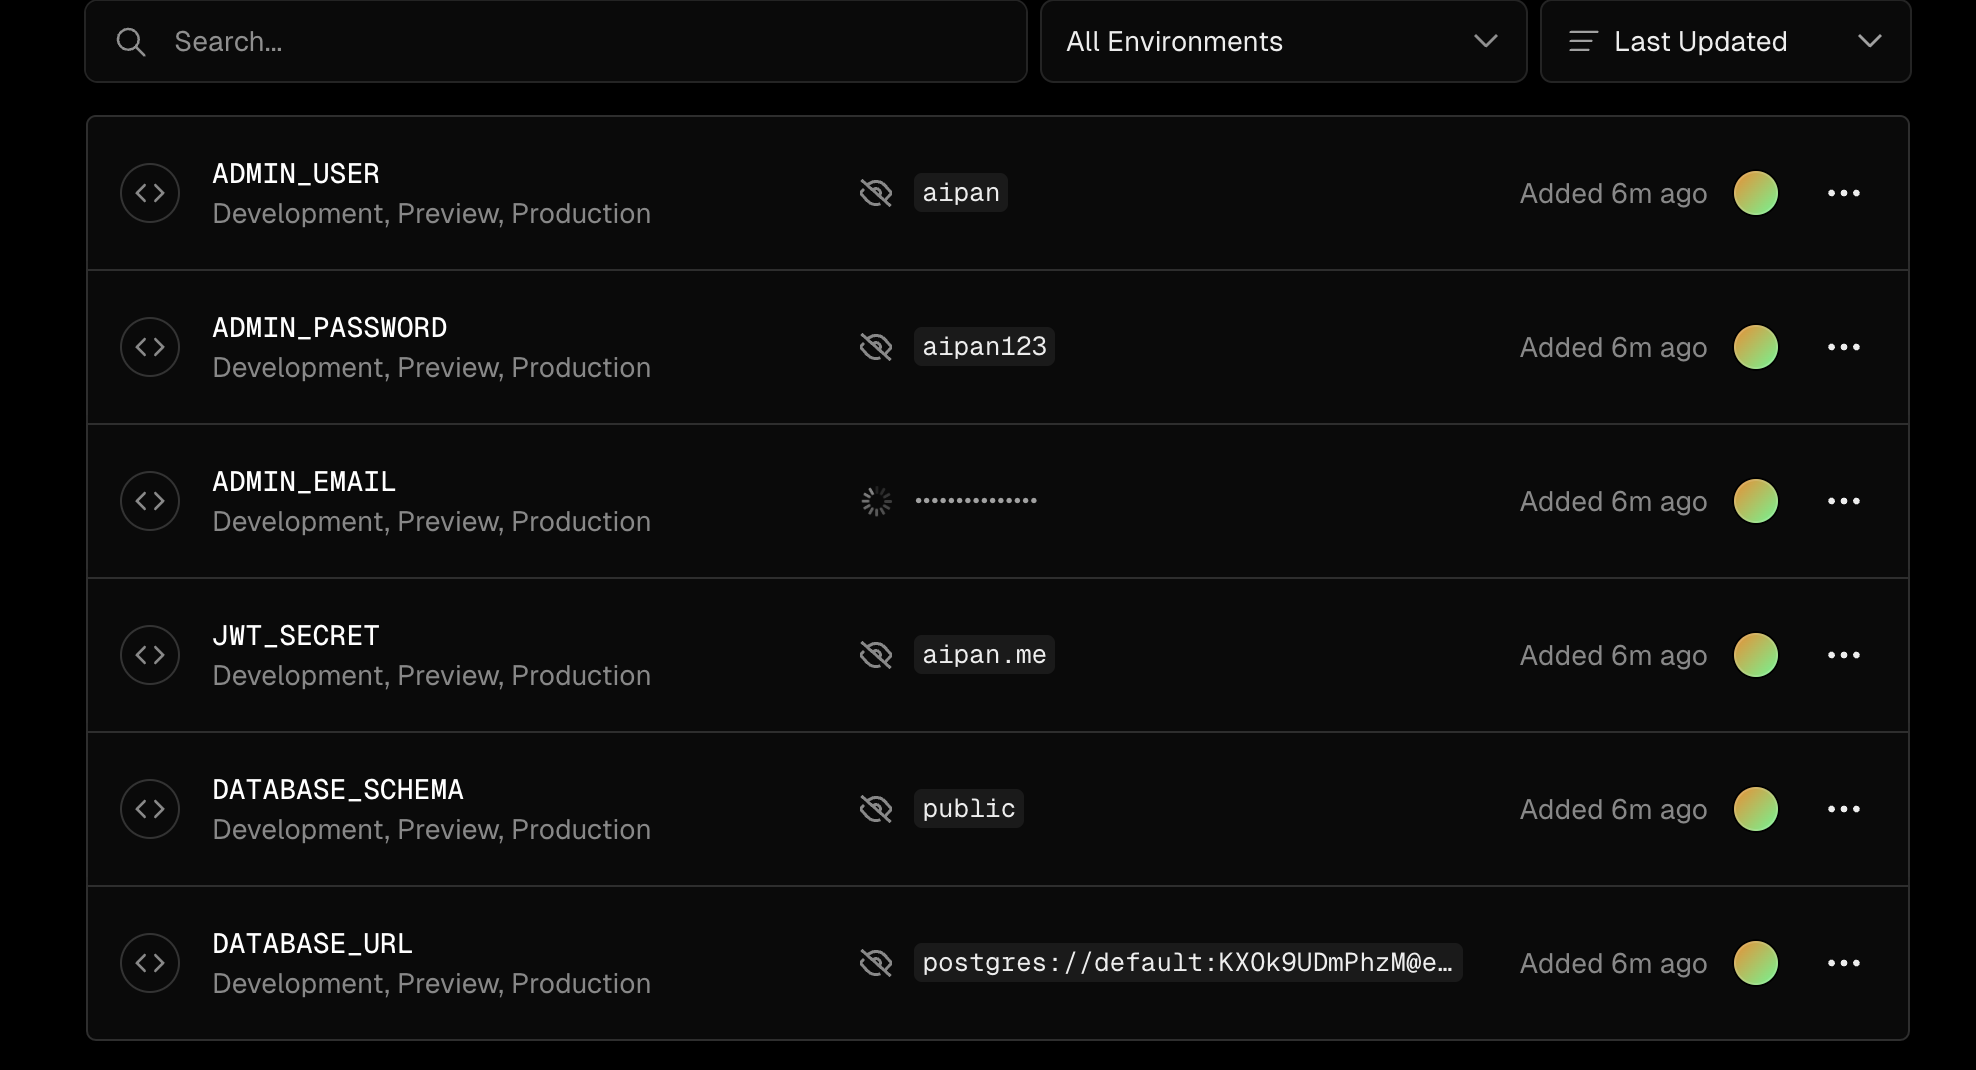 Search...
All Environments
Last Updated
ADMIN_USER
Development, Preview, Production
aipan
Added 6m ago
ADMIN_PASSWORD
Development, Preview, Production
aipan123
Added 6m ago
ADMIN_EMAIL
Development, Preview, Production
•••••••••••••••
Added 6m ago
JWT_SECRET
Development, Preview, Production
aipan.me
Added 6m ago
DATABASE_SCHEMA
Development, Preview, Production
public
Added 6m ago
DATABASE_URL
Development, Preview, Production
postgres://default:KXOk9UDmPhzM@e…
Added 6m ago